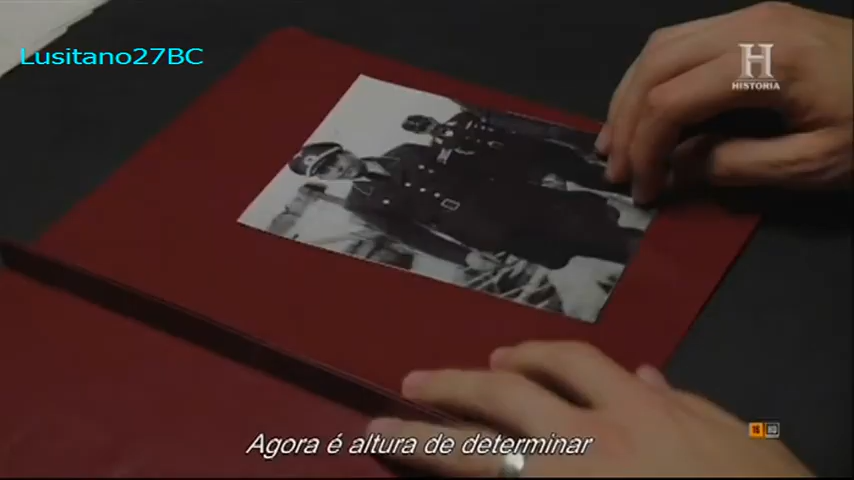 Lusitano27BC
H
HISTORIA
Agora é altura de determinar